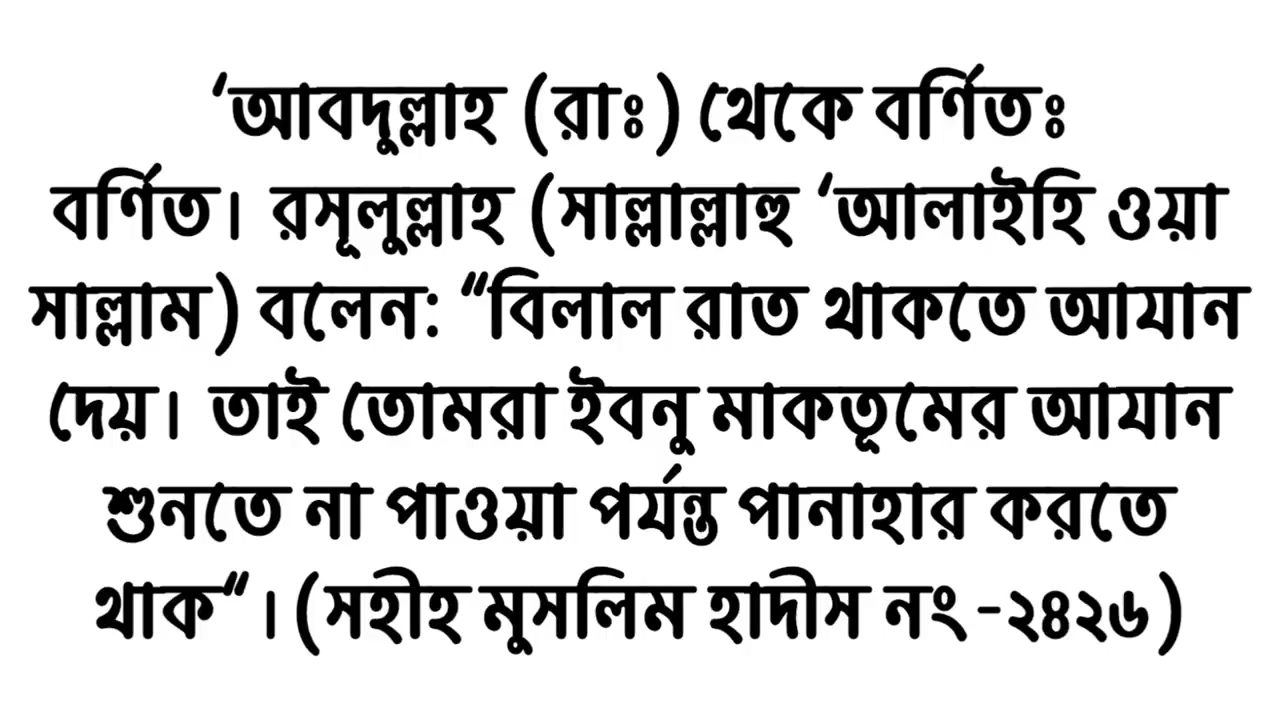 ‘আবদুল্লাহ (রাঃ) থেকে বর্ণিতঃ
বর্ণিত। রসূলুল্লাহ (সাল্লাল্লাহু ‘আলাইহি ওয়া
সাল্লাম) বলেন: “বিলাল রাত থাকতে আযান
দেয়। তাই তোমরা ইবনু মাকতূমের আযান
শুনতে না পাওয়া পর্যন্ত পানাহার করতে
থাক“। (সহীহ মুসলিম হাদীস নং -২৪২৬)